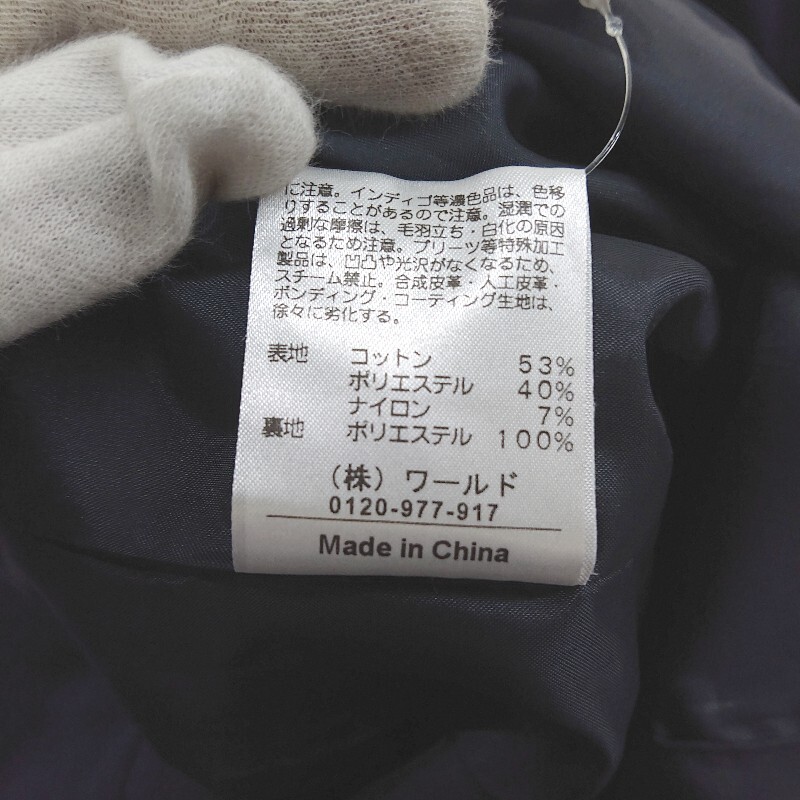 に注意。インディゴ等濃色品は、色移
りすることがあるので注意。湿潤での
過剰な摩擦は、毛羽立ち・白化の原因
となるため注意。プリーツ等特殊加工
製品は、凹凸や光沢がなくなるため、
スチーム禁止。合成皮革・人工皮革・
ボンディング・コーティング生地は、
徐々に劣化する。
表地 コットン 53%
ポリエステル 40%
ナイロン 7%
裏地 ポリエステル 100%
(株)ワールド
0120-977-917
Made in China